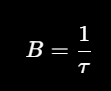 B = 1/τ